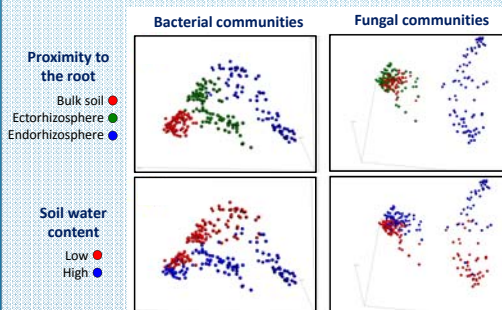 Bacterial communities
Fungal communities
Proximity to
the root
Bulk soil
Ectorhizosphere
Endorhizosphere
Soil water
content
Low
High